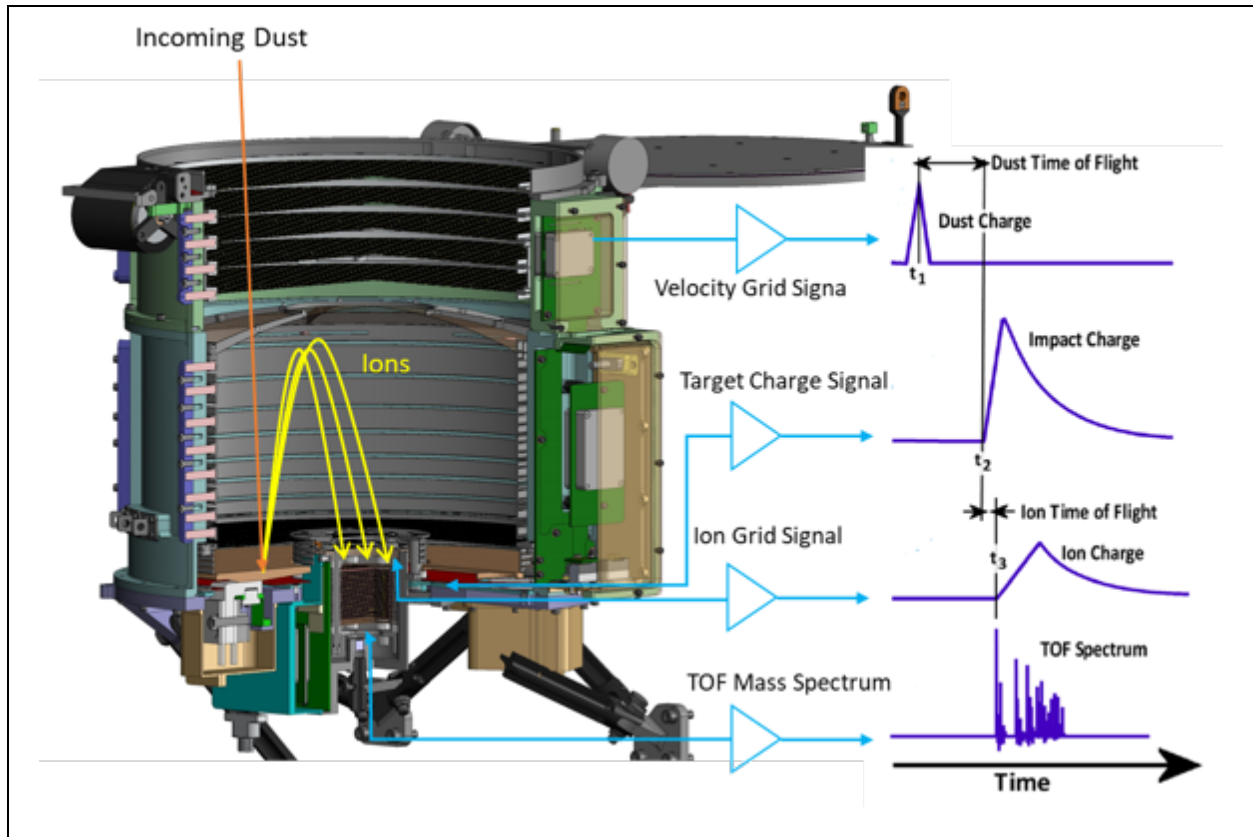 Incoming Dust
Ions
Velocity Grid Signa
Target Charge Signal
Ion Grid Signal
TOF Mass Spectrum
Dust Time of Flight
Dust Charge
t1
Impact Charge
t2
Ion Time of Flight
t3
Ion Charge
TOF Spectrum
Time